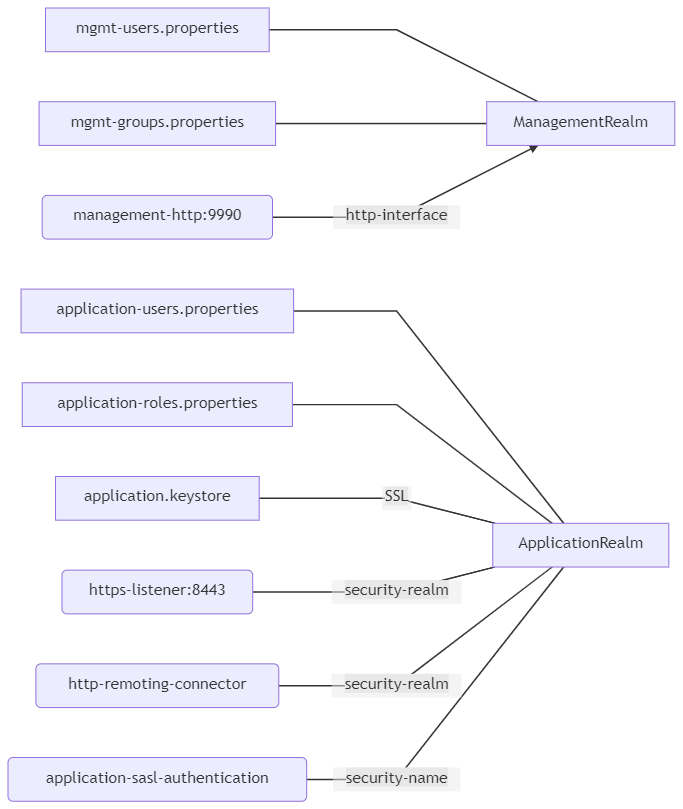 mgmt-users.properties
mgmt-groups.properties
ManagementRealm
management-http:9990
http-interface
application-users.properties
application-roles.properties
application.keystore
SSL
ApplicationRealm
https-listener:8443
security-realm
http-remoting-connector
security-realm
application-sasl-authentication
security-name